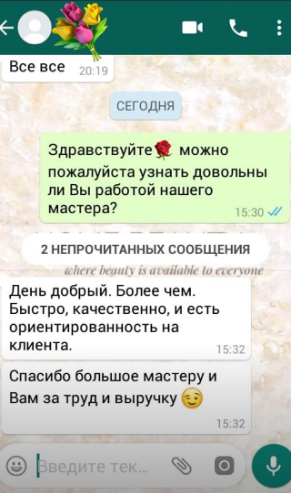 Все все 20:19
СЕГОДНЯ
Здравствуйте🌹 можно
пожалуйста узнать довольны
ли Вы работой нашего
мастера?
15:30
2 НЕПРОЧИТАННЫХ СООБЩЕНИЯ
where beauty is available to everyone
День добрый. Более чем.
Быстро, качественно, и есть
ориентированность на
клиента.
15:32
Спасибо большое мастеру и
Вам за труд и выручку 😉
15:32
Введите тек...